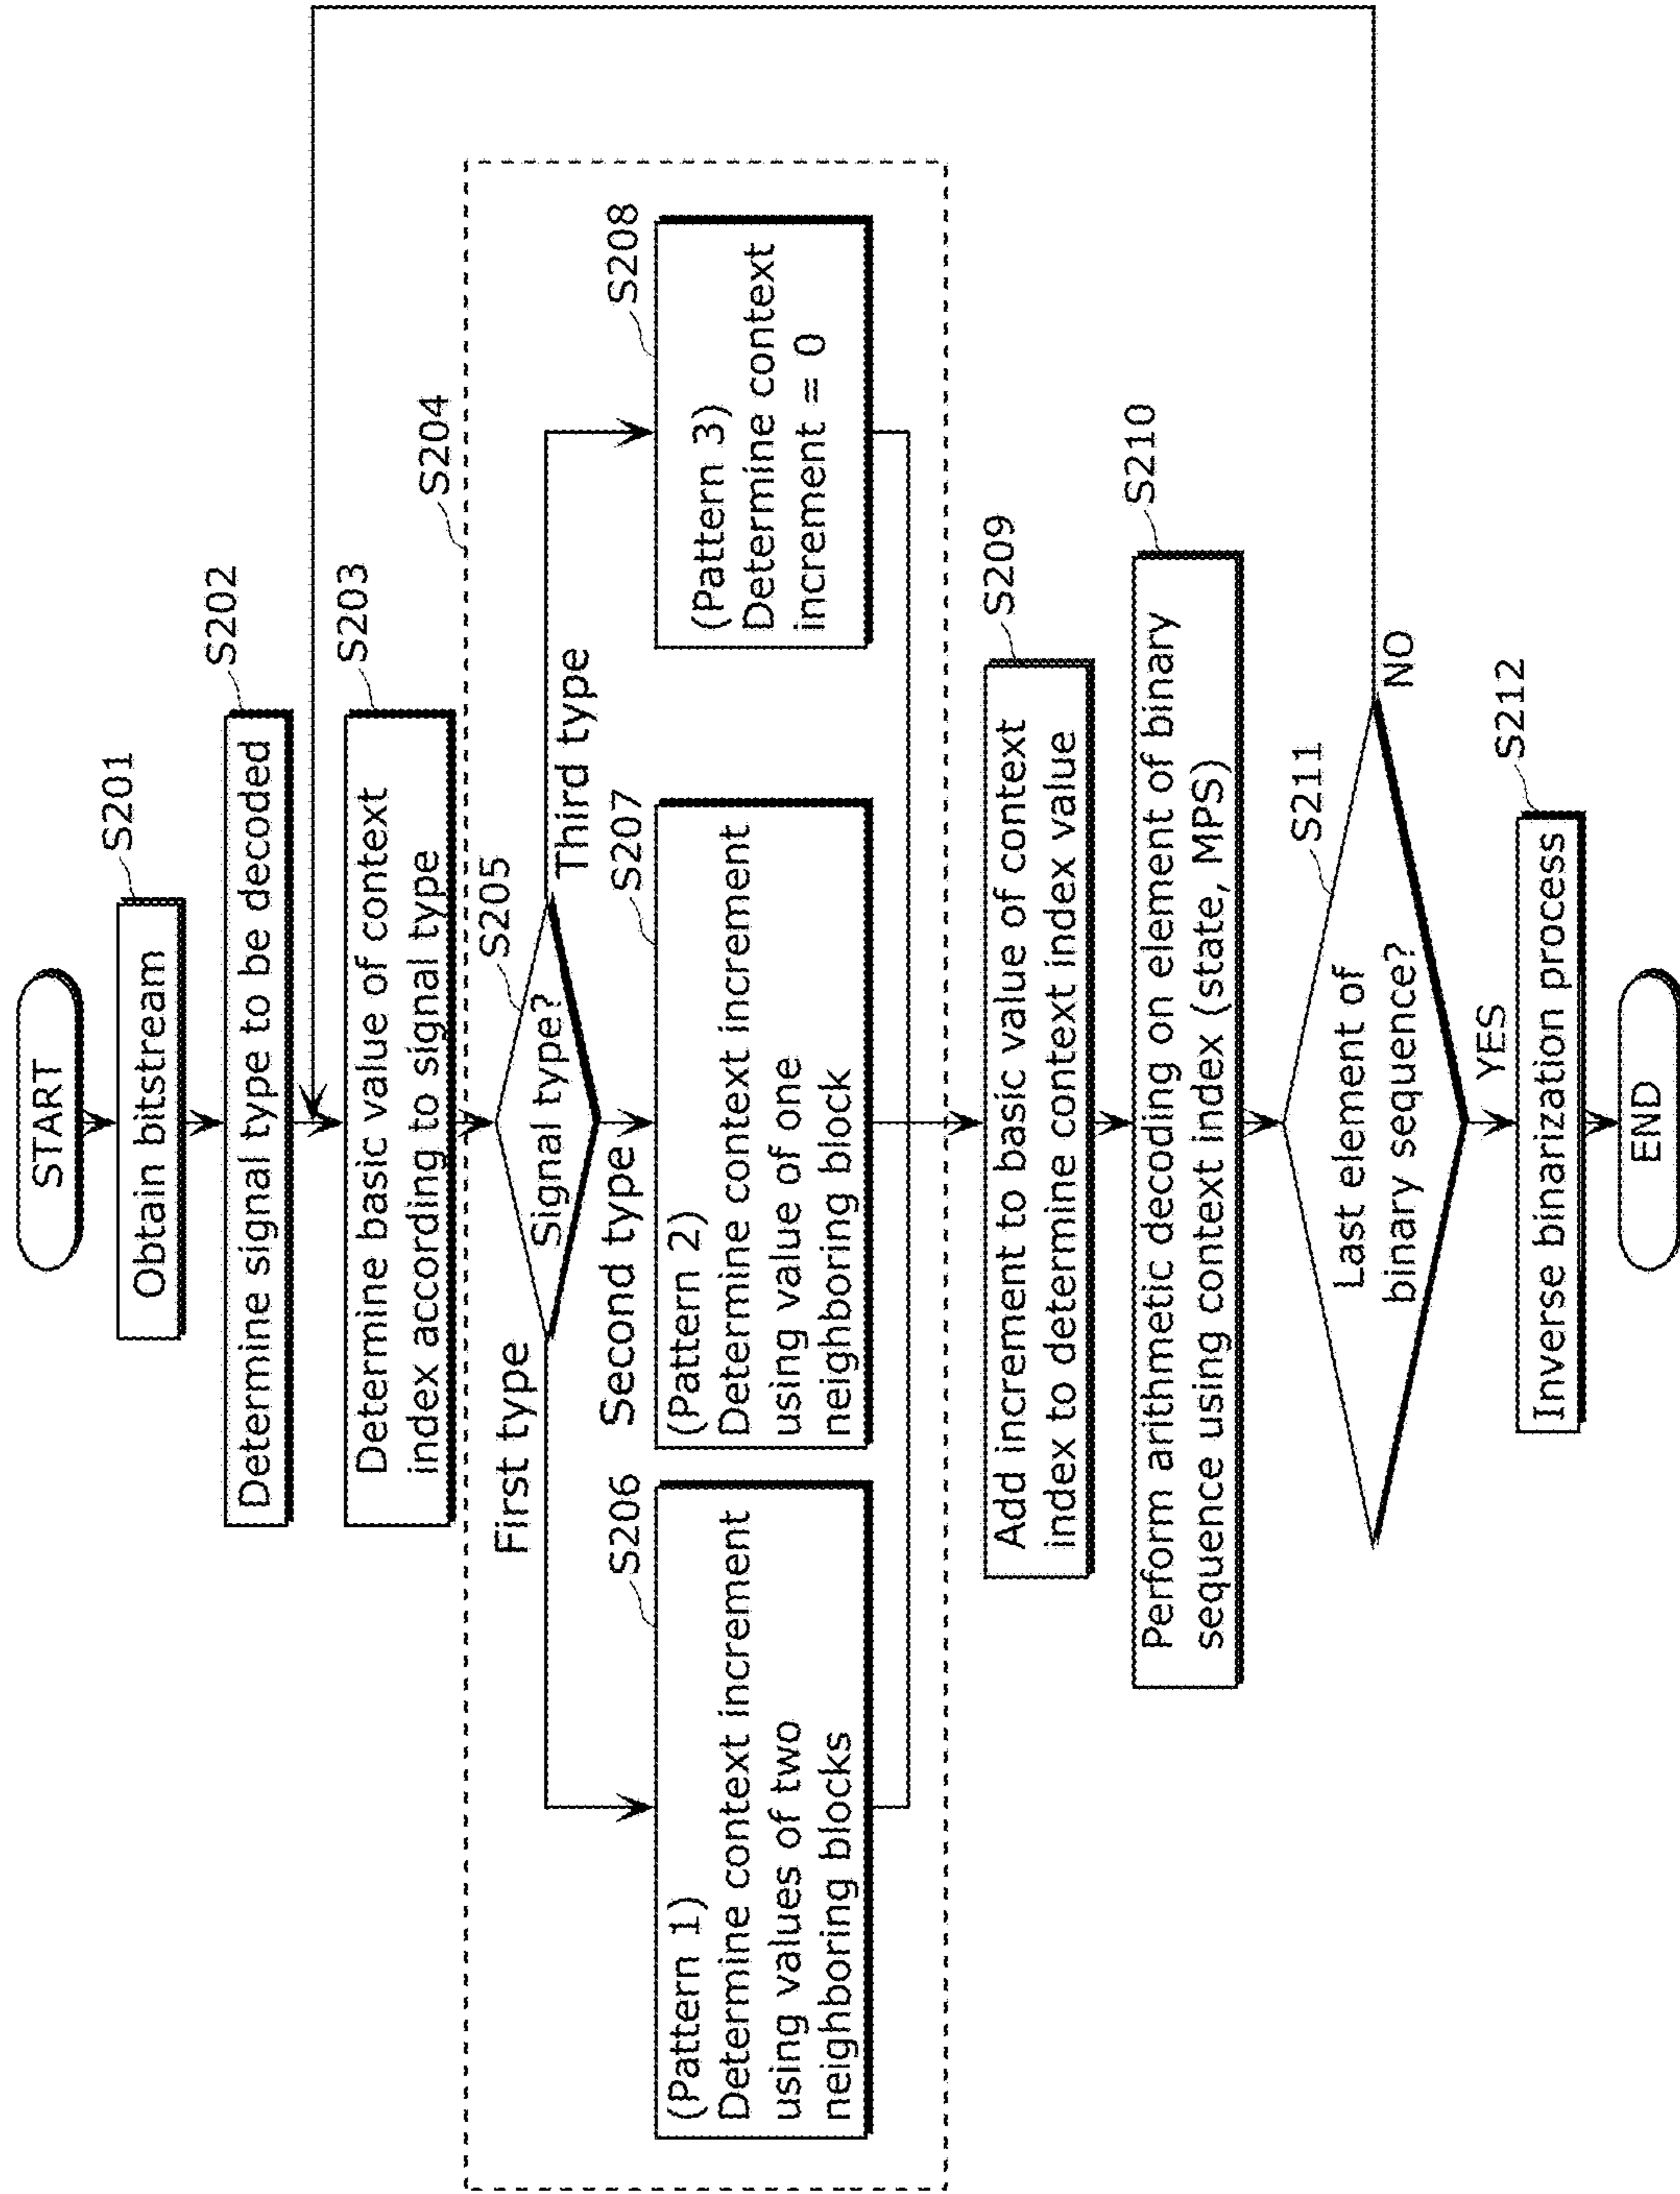 START
S201
Obtain bitstream
S202
Determine signal type to be decoded
S203
Determine basic value of context
index according to signal type
S204
S205
Signal type?
First type
Second type
Third type
S206
(Pattern 1)
Determine context increment
using values of two
neighboring blocks
S207
(Pattern 2)
Determine context increment
using value of one
neighboring block
S208
(Pattern 3)
Determine context
increment = 0
S209
Add increment to basic value of context
index to determine context index value
S210
Perform arithmetic decoding on element of binary
sequence using context index (state, MPS)
S211
Last element of
binary sequence?
NO
YES
S212
Inverse binarization process
END